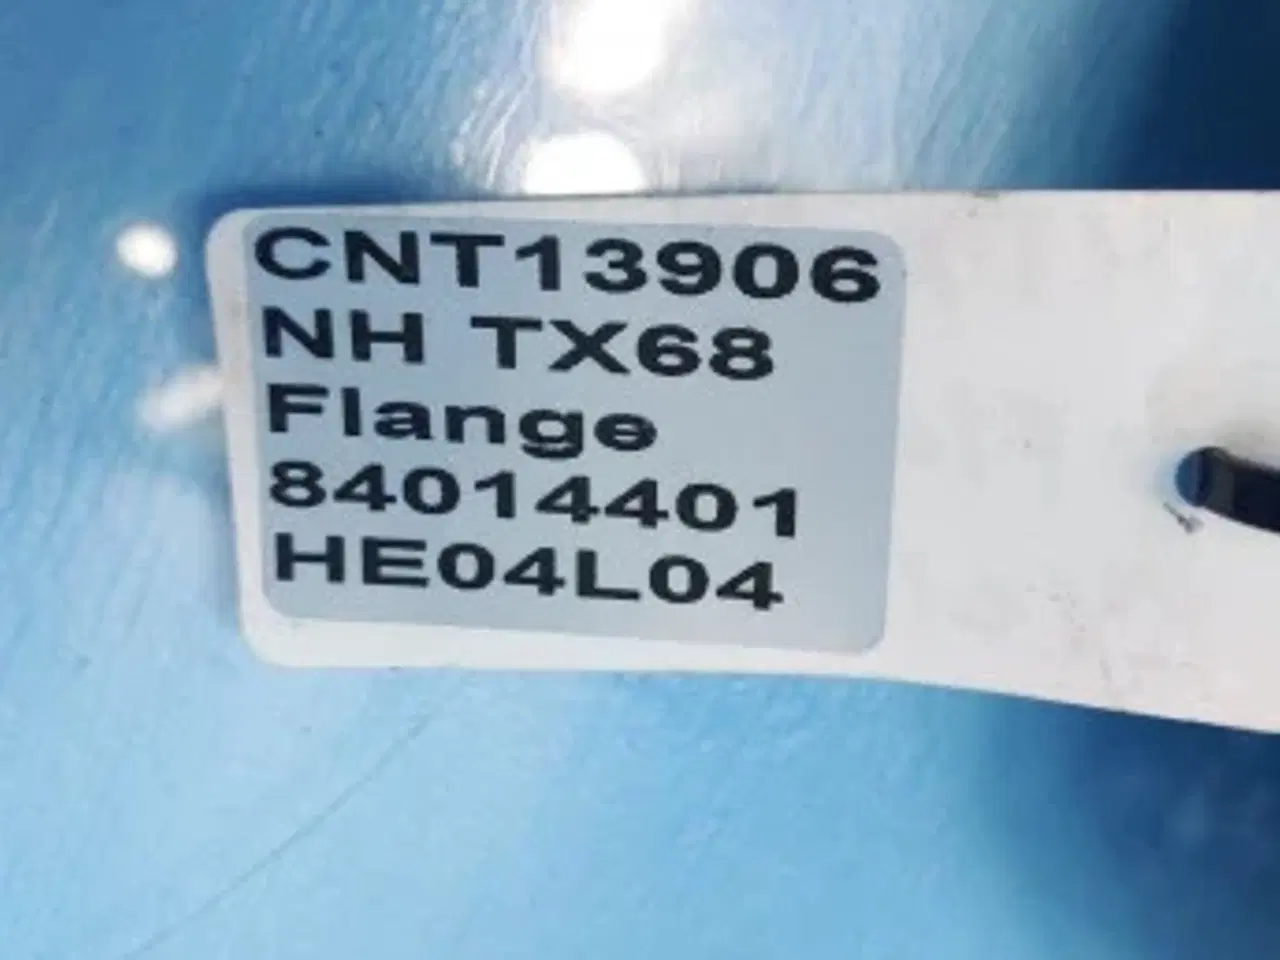 CNT13906
NH TX68
Flange
84014401
HE04L04